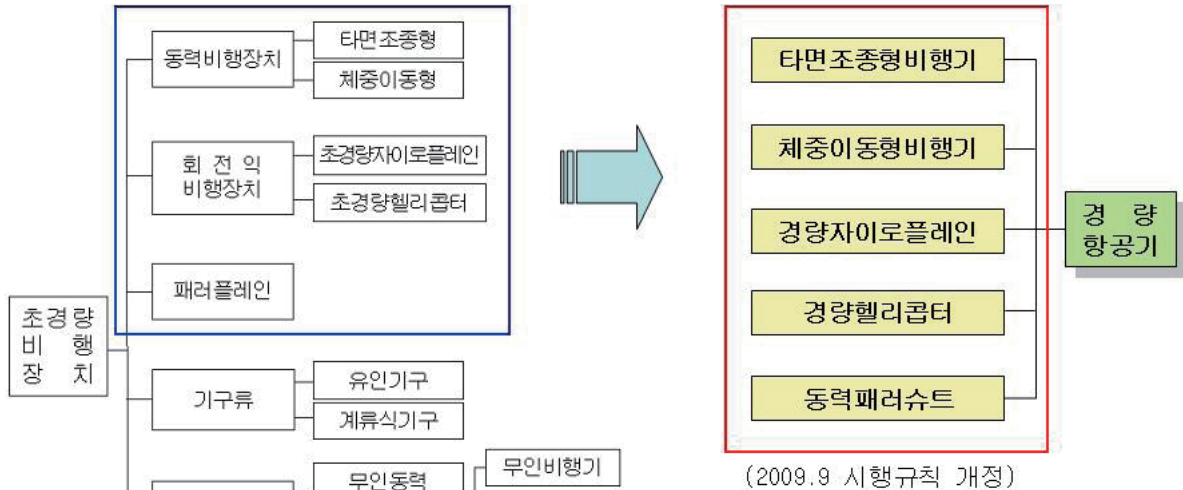 동력비행장치
타면조종형
체중이동형
회 전 익
비행장치
초경량자이로플레인
초경량헬리콥터
패러플레인
초경량
비 행
장 치
기구류
유인기구
계류식기구
무인동력
무인비행기
타면조종형비행기
체중이동형비행기
경량자이로플레인
경량헬리콥터
동력패러슈트
경 량
항공기
(2009.9 시행규칙 개정)